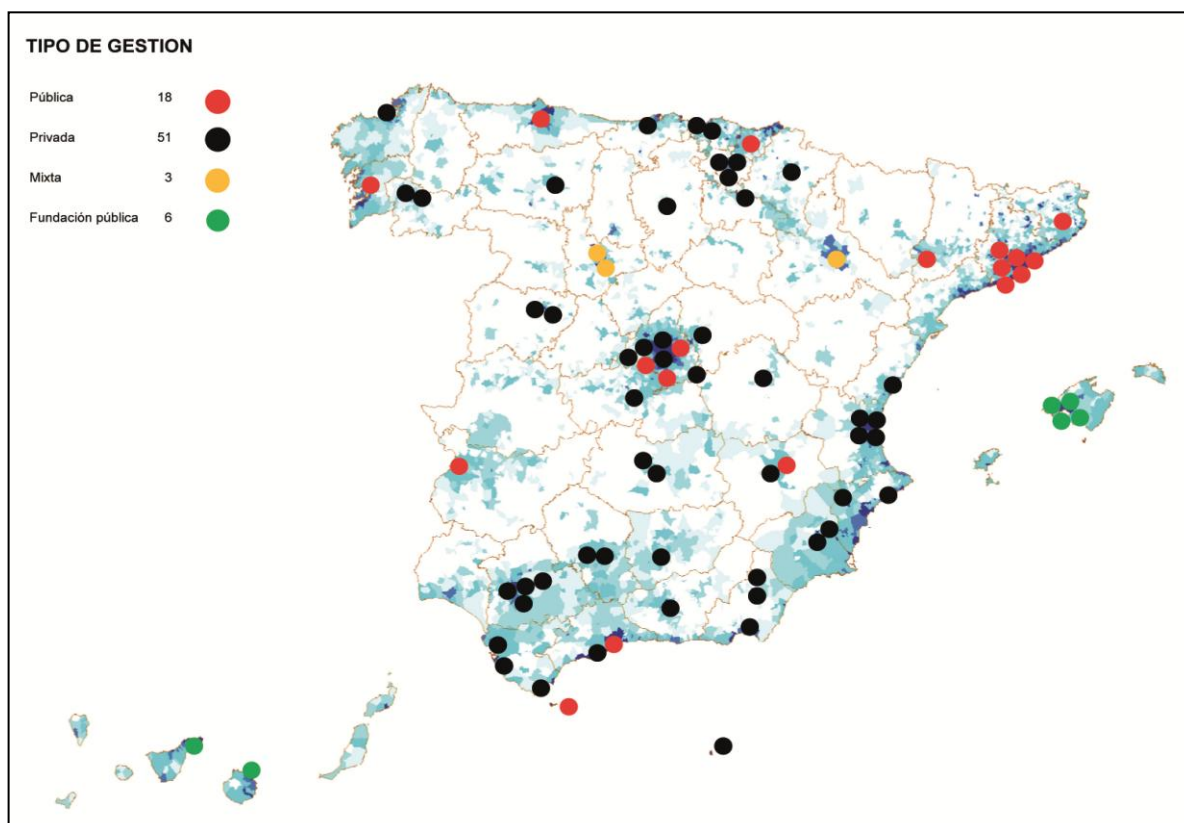 TIPO DE GESTION
Pública 18
Privada 51
Mixta 3
Fundación pública 6